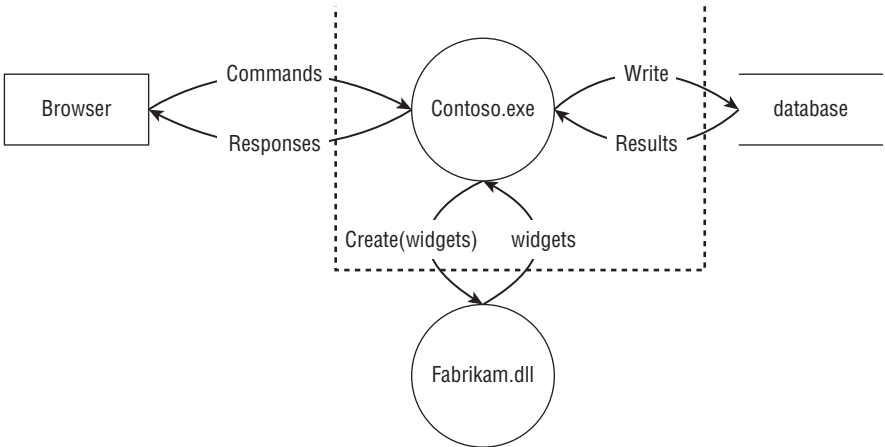 Commands
Write
Browser
Contoso.exe
database
Responses
Results
Create(widgets)
widgets
Fabrikam.dll